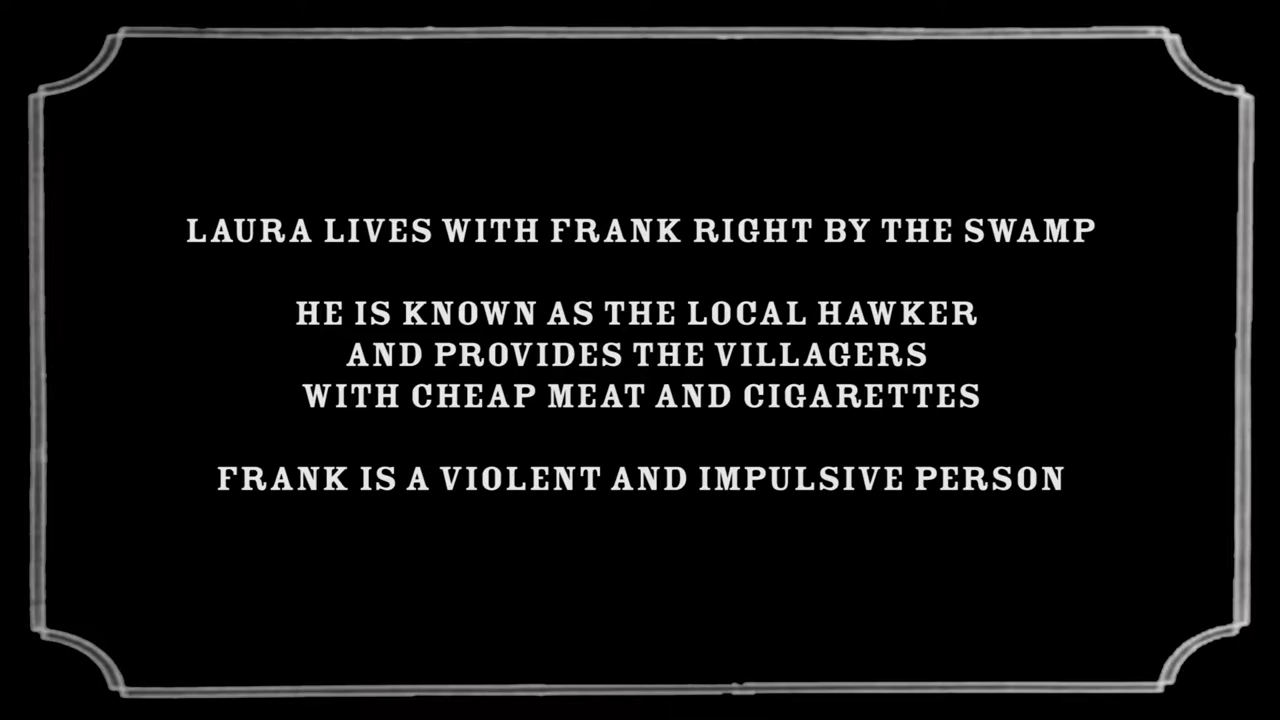 LAURA LIVES WITH FRANK RIGHT BY THE SWAMP
HE IS KNOWN AS THE LOCAL HAWKER
AND PROVIDES THE VILLAGERS
WITH CHEAP MEAT AND CIGARETTES
FRANK IS A VIOLENT AND IMPULSIVE PERSON